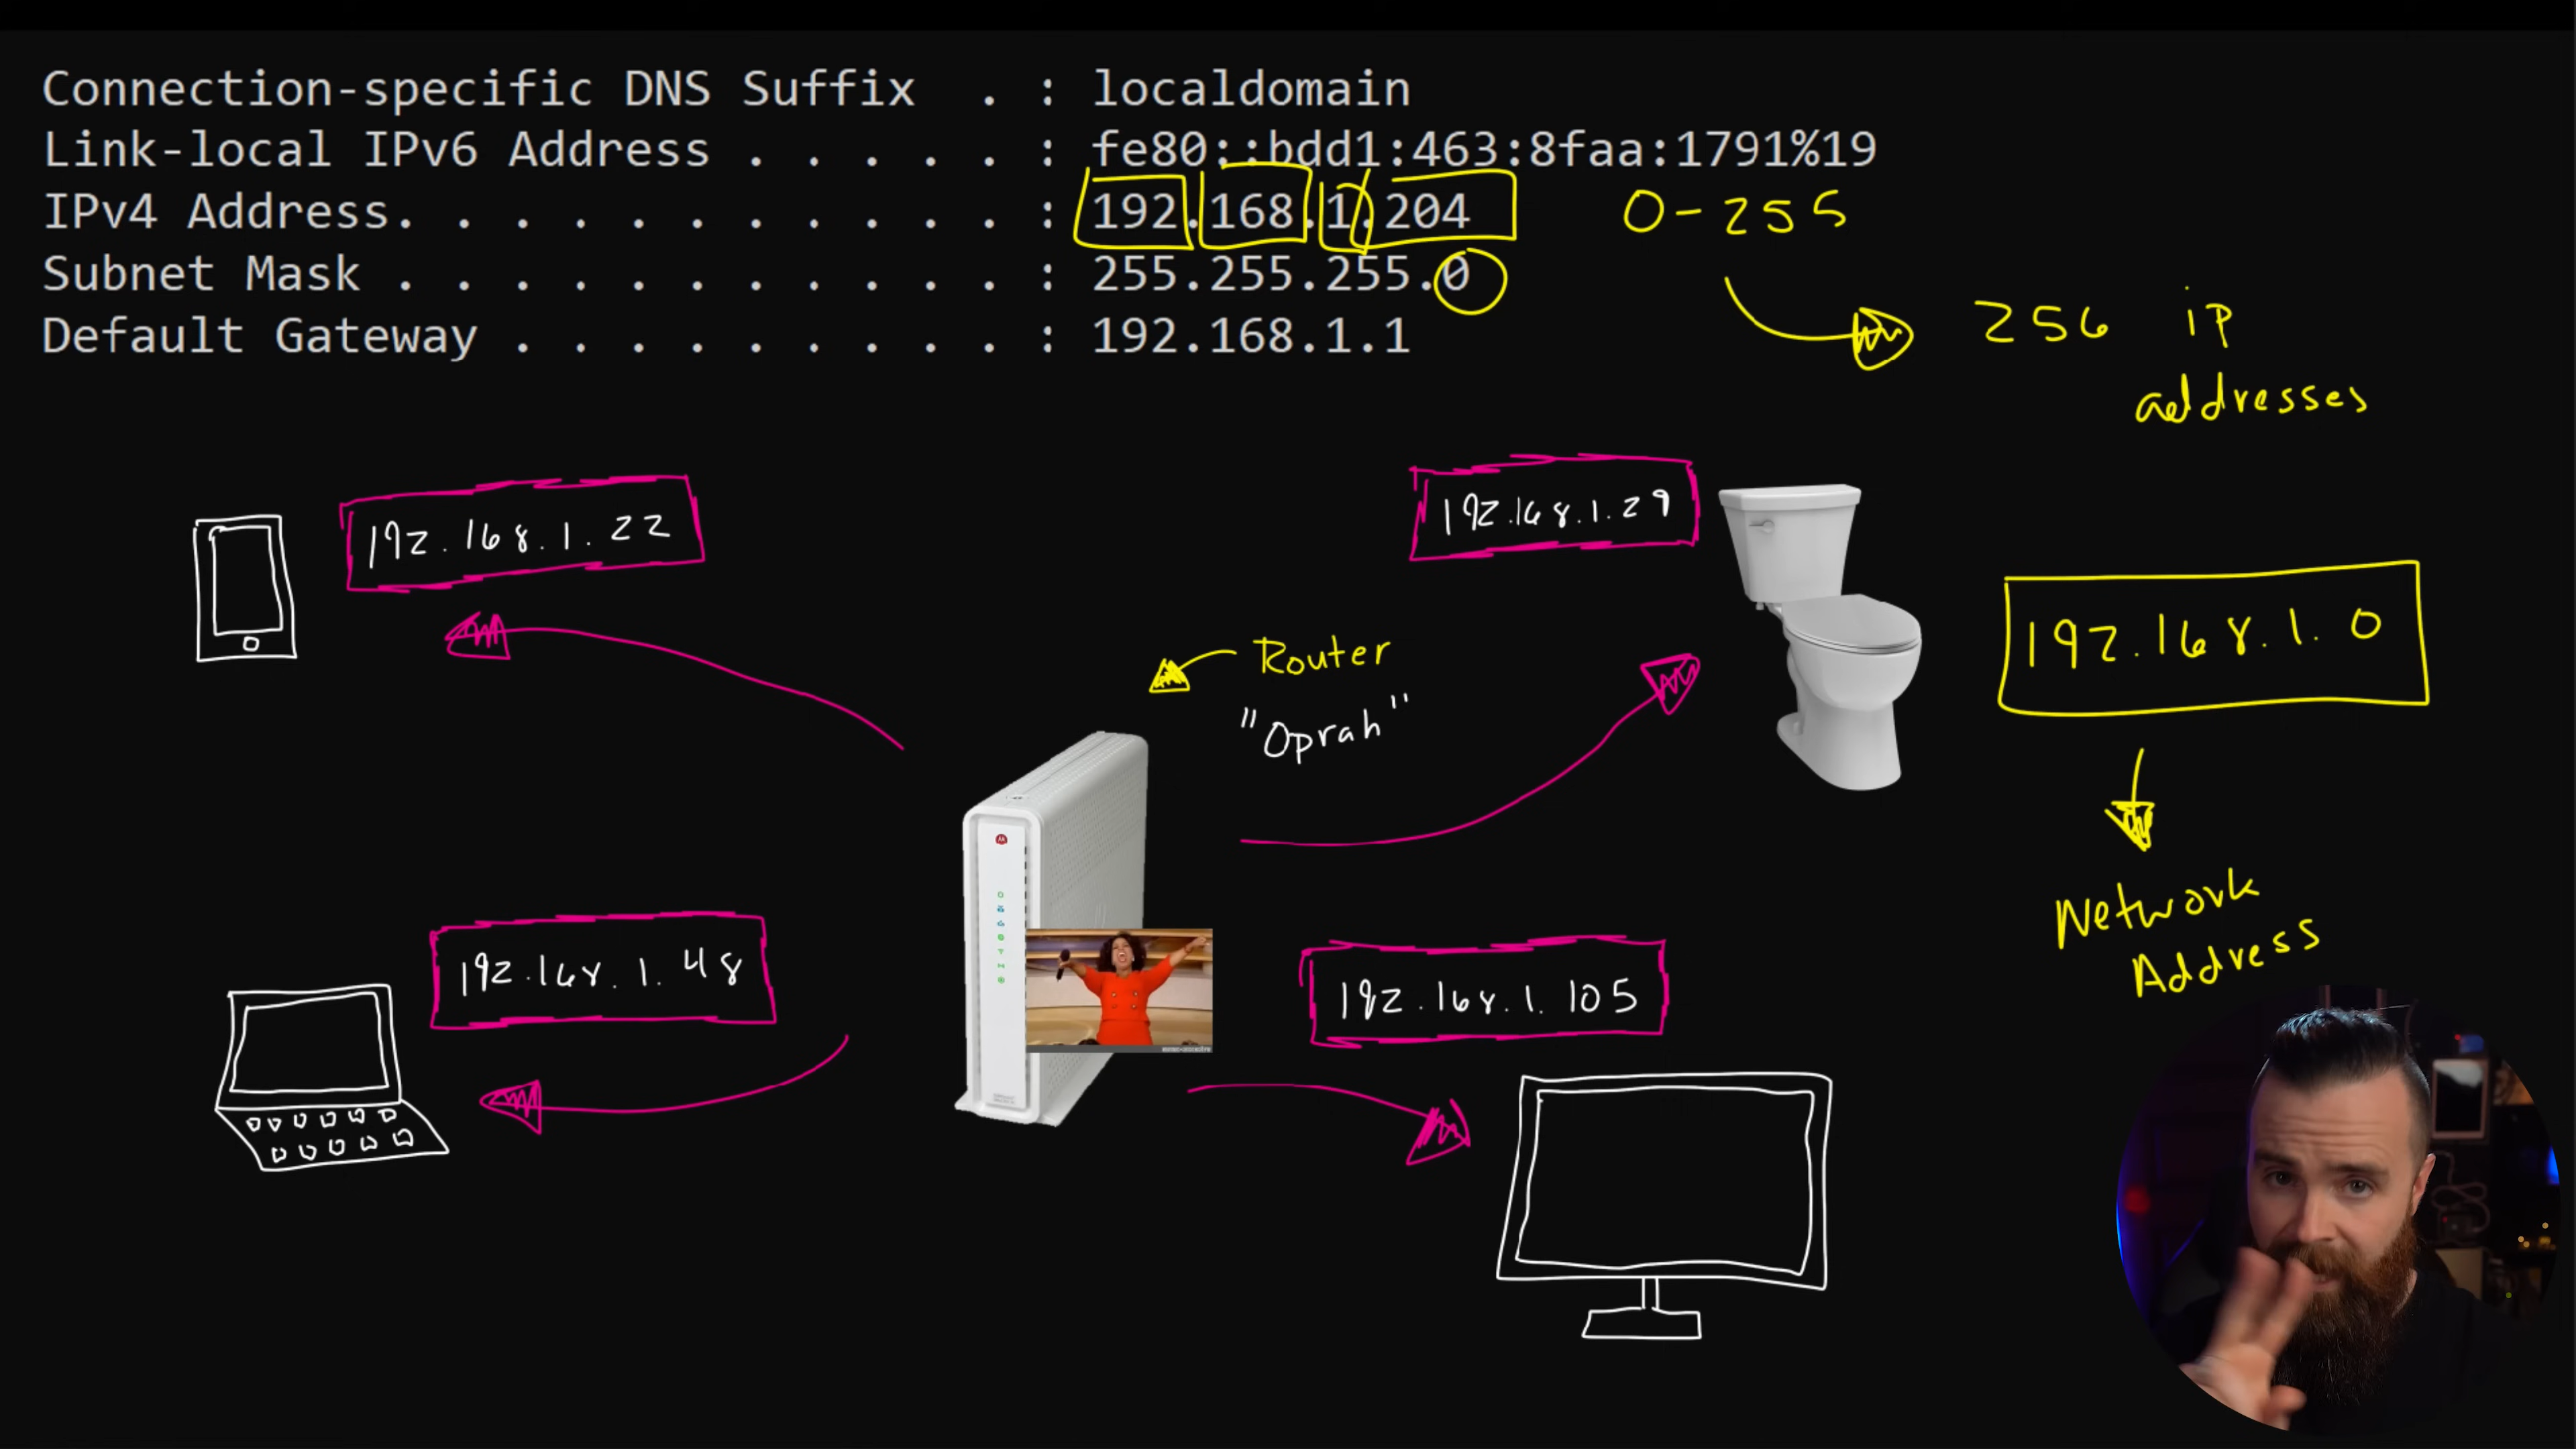 Connection-specific DNS Suffix  . : localdomain
Link-local IPv6 Address . . . . . : fe80::bdd1:463:8faa:1791%19
IPv4 Address. . . . . . . . . . . : 192.168.1.204
0-255
Subnet Mask . . . . . . . . . . . : 255.255.255.0
Default Gateway . . . . . . . . . : 192.168.1.1
256 ip
addresses
192.168.1.22
192.168.1.29
192.168.1.0
Router
"Oprah"
Network
Address
192.168.1.48
192.168.1.105